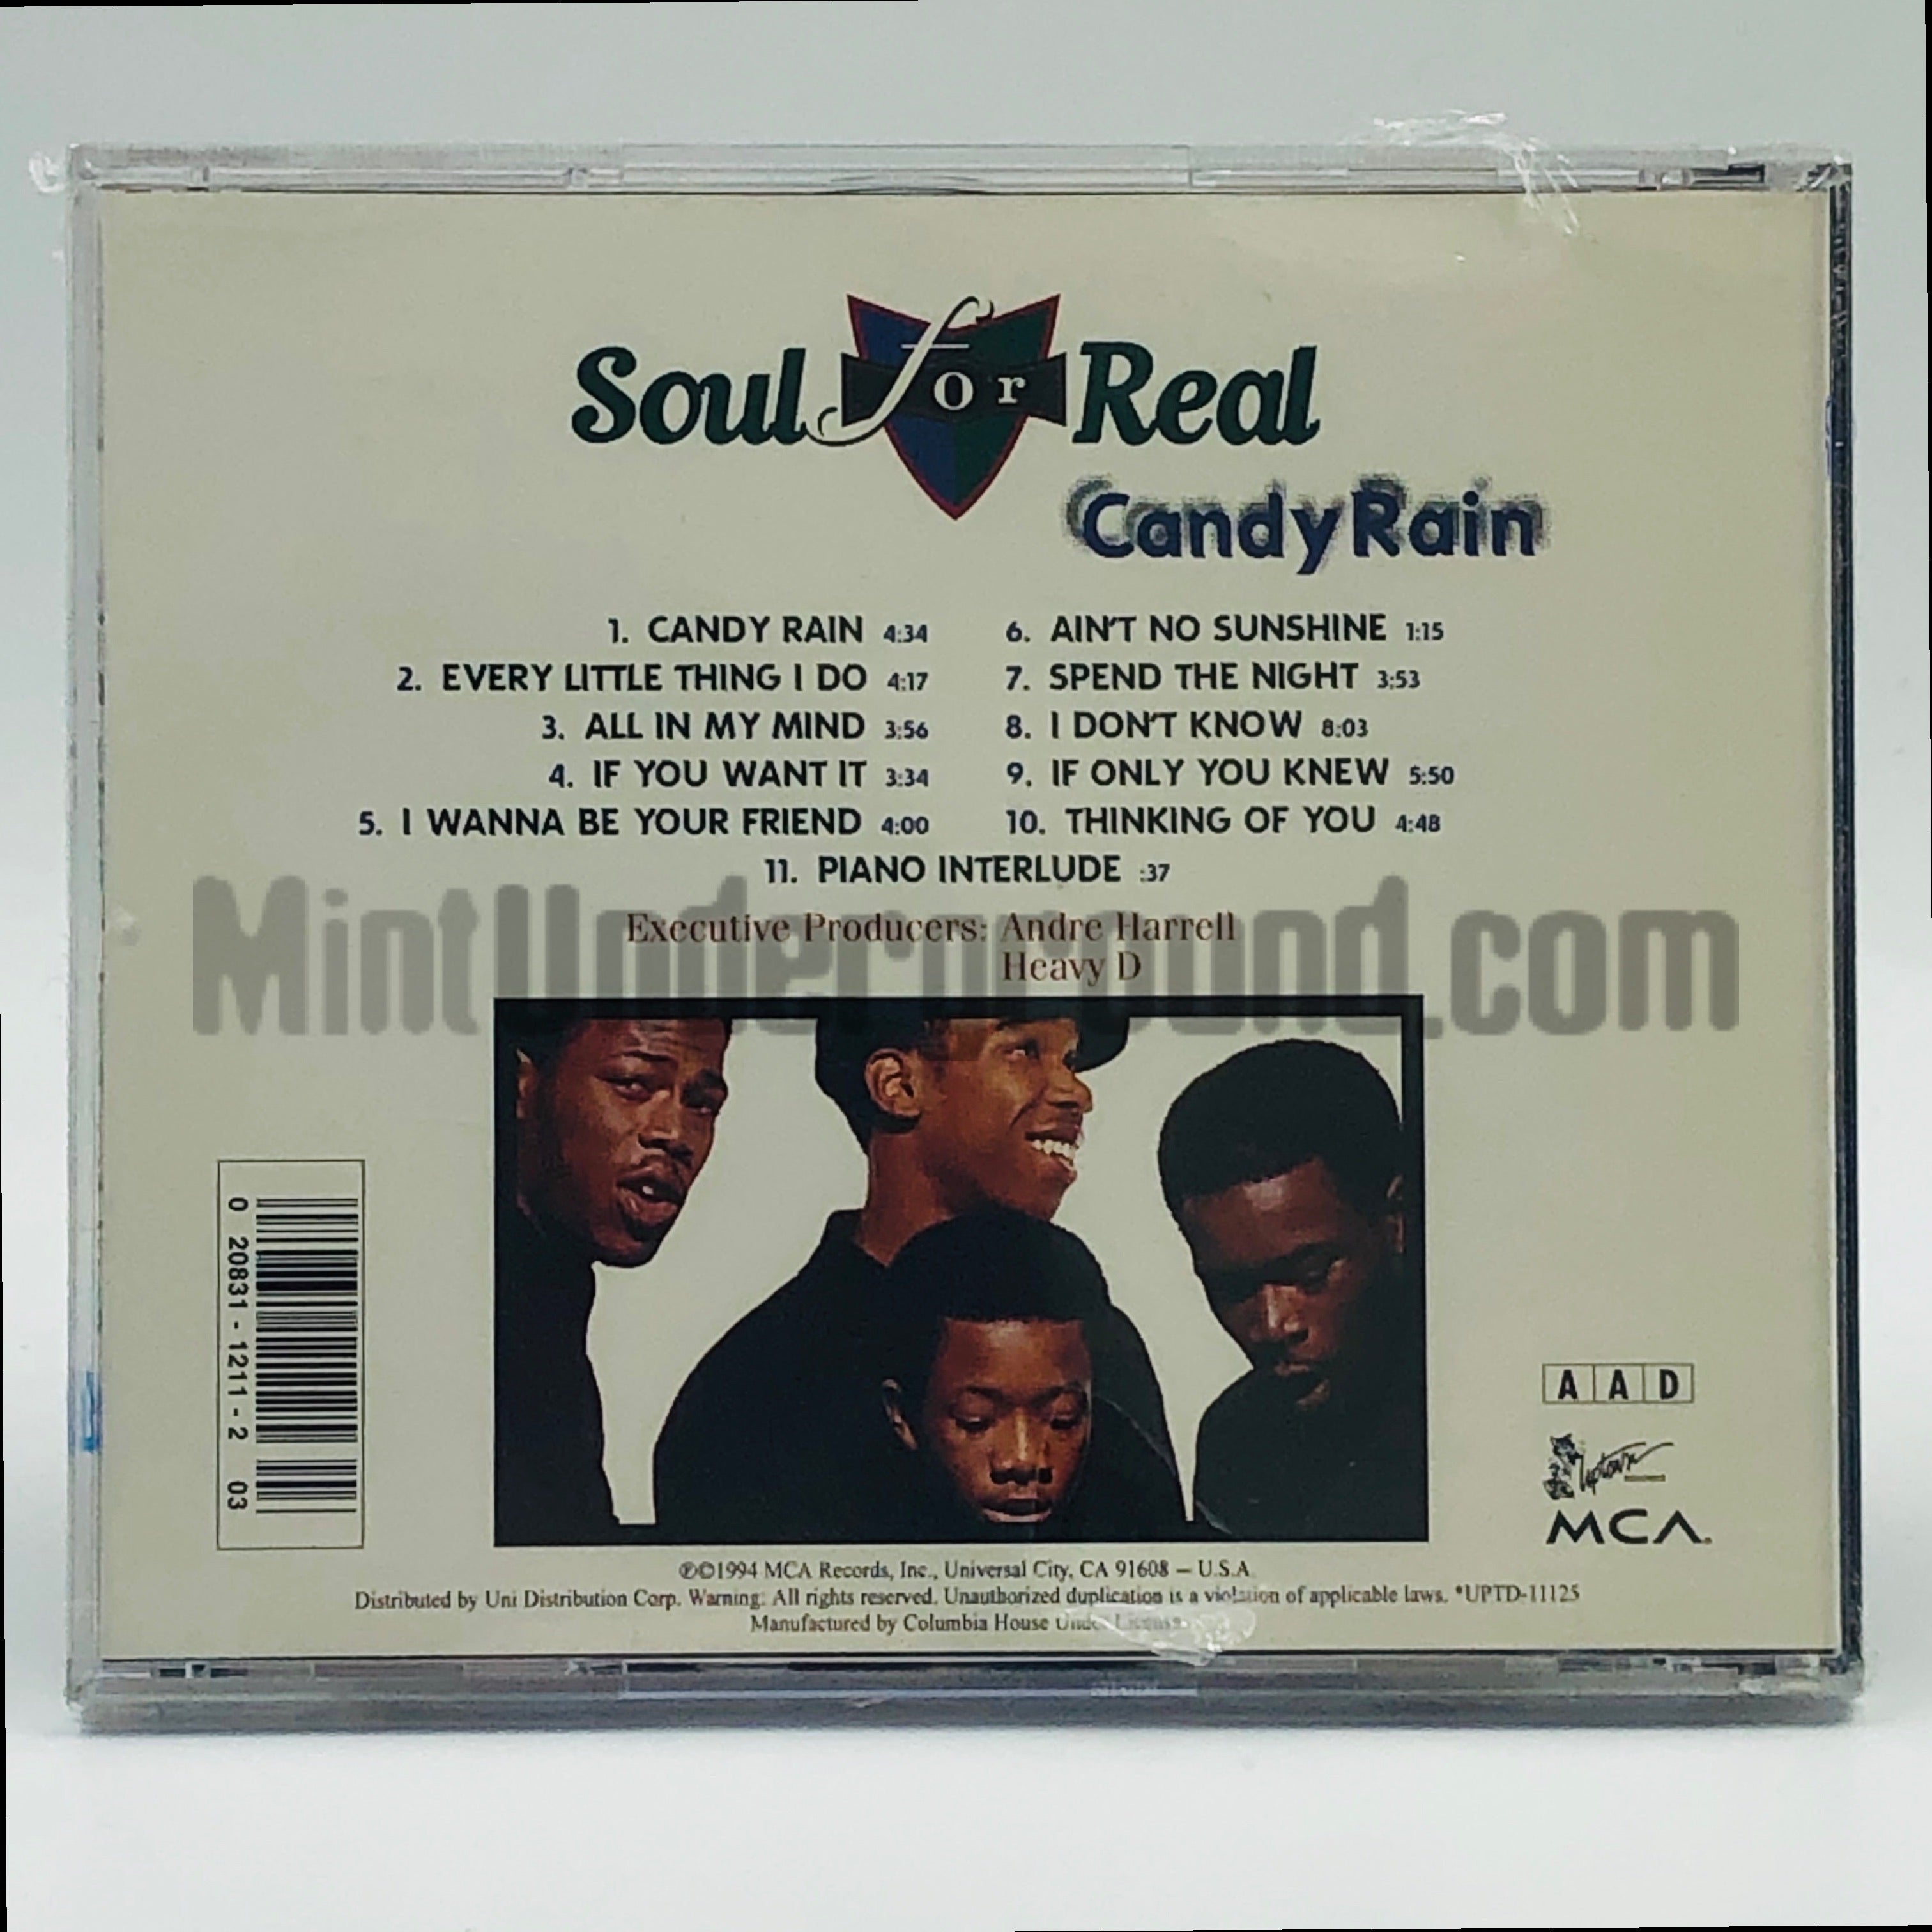 Soul for Real
Candy Rain
1. CANDY RAIN 4:34
2. EVERY LITTLE THING I DO 4:17
3. ALL IN MY MIND 3:56
4. IF YOU WANT IT 3:34
5. I WANNA BE YOUR FRIEND 4:00
6. AIN'T NO SUNSHINE 1:15
7. SPEND THE NIGHT 3:53
8. I DON'T KNOW 8:03
9. IF ONLY YOU KNEW 5:50
10. THINKING OF YOU 4:48
11. PIANO INTERLUDE :37
MintUnderground.com
Executive Producers: Andre Harrell
Heavy D
0 20831 - 1211 - 2 03
A A D
Uptown
MCA.
℗©1994 MCA Records, Inc., Universal City, CA 91608 – U.S.A.
Distributed by Uni Distribution Corp. Warning: All rights reserved. Unauthorized duplication is a violation of applicable laws. *UPTD-11125
Manufactured by Columbia House Under License.